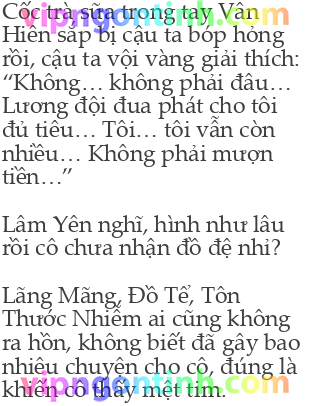 Cốc trà sữa trong tay Vân
Hiên sắp bị cậu ta bóp hỏng
rồi, cậu ta vội vàng giải thích:
“Không… không phải đâu…
Lương đội đua phát cho tôi
đủ tiêu… Tôi… tôi vẫn còn
nhiều… Không phải mượn
tiền…”
Lâm Yên nghĩ, hình như lâu
rồi cô chưa nhận đồ đệ nhỉ?
Lãng Mãng, Đồ Tể, Tôn
Thước Nhiễm ai cũng không
ra hồn, không biết đã gây bao
nhiêu chuyện cho cô, đúng là
khiến cô thấy mệt tim.
vipngontinh.com
vipngontinh.com